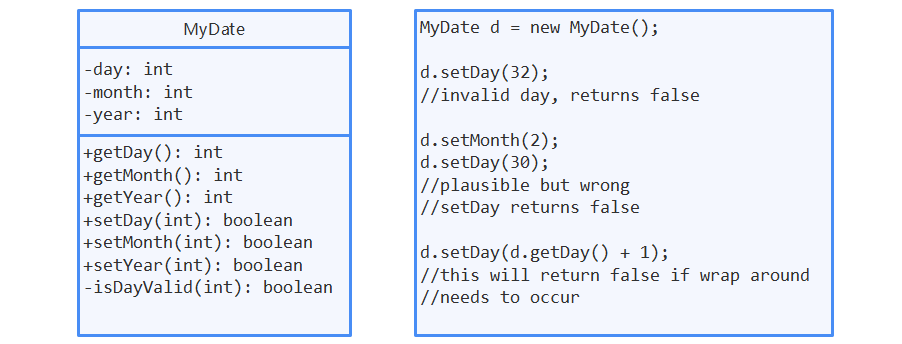 MyDate
-day: int
-month: int
-year: int
+getDay(): int
+getMonth(): int
+getYear(): int
+setDay(int): boolean
+setMonth(int): boolean
+setYear(int): boolean
-isDayValid(int): boolean
MyDate d = new MyDate();
d.setDay(32);
//invalid day, returns false
d.setMonth(2);
d.setDay(30);
//plausible but wrong
//setDay returns false
d.setDay(d.getDay() + 1);
//this will return false if wrap around
//needs to occur